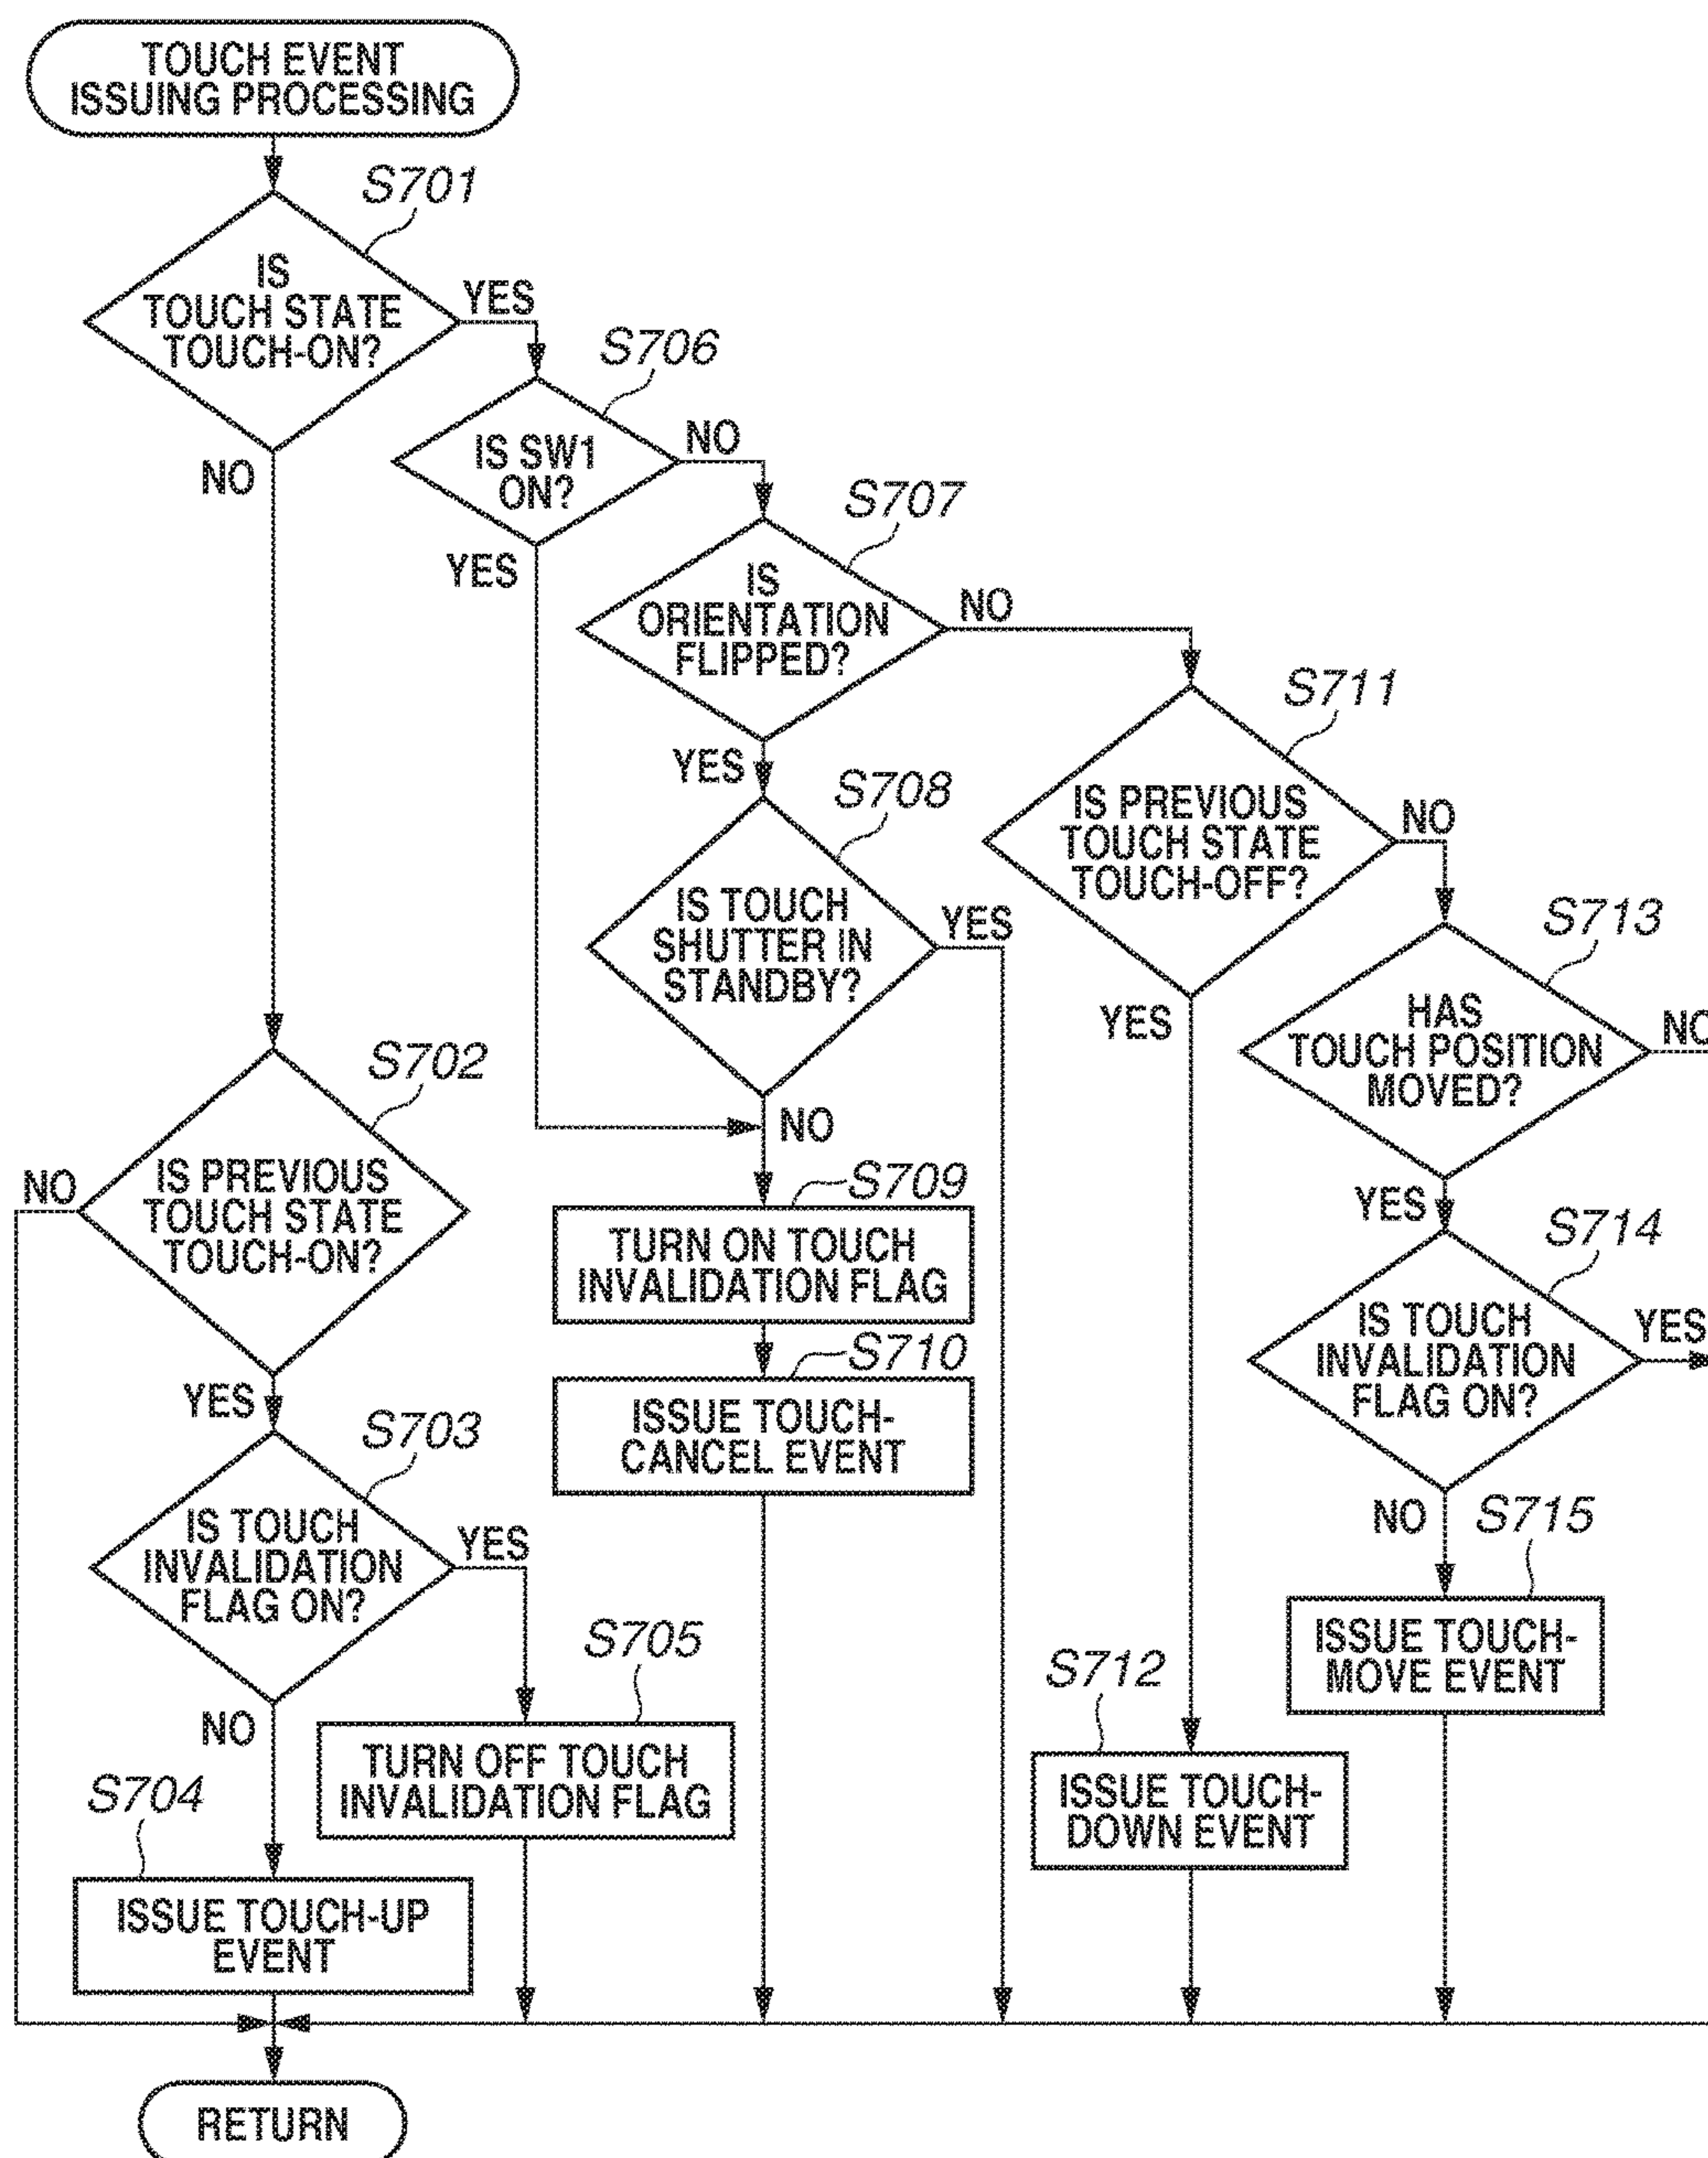 TOUCH EVENT
ISSUING PROCESSING
S701
IS
TOUCH STATE
TOUCH-ON?
YES
NO
S706
IS SW1
ON?
NO
YES
S707
IS
ORIENTATION
FLIPPED?
NO
YES
S708
IS TOUCH
SHUTTER IN
STANDBY?
YES
NO
S711
IS PREVIOUS
TOUCH STATE
TOUCH-OFF?
NO
YES
S713
HAS
TOUCH POSITION
MOVED?
NO
YES
S702
IS PREVIOUS
TOUCH STATE
TOUCH-ON?
NO
YES
S709
TURN ON TOUCH
INVALIDATION FLAG
S710
ISSUE TOUCH-
CANCEL EVENT
S714
IS TOUCH
INVALIDATION
FLAG ON?
YES
NO
S703
IS TOUCH
INVALIDATION
FLAG ON?
YES
NO
S705
TURN OFF TOUCH
INVALIDATION FLAG
S715
ISSUE TOUCH-
MOVE EVENT
S712
ISSUE TOUCH-
DOWN EVENT
S704
ISSUE TOUCH-UP
EVENT
RETURN